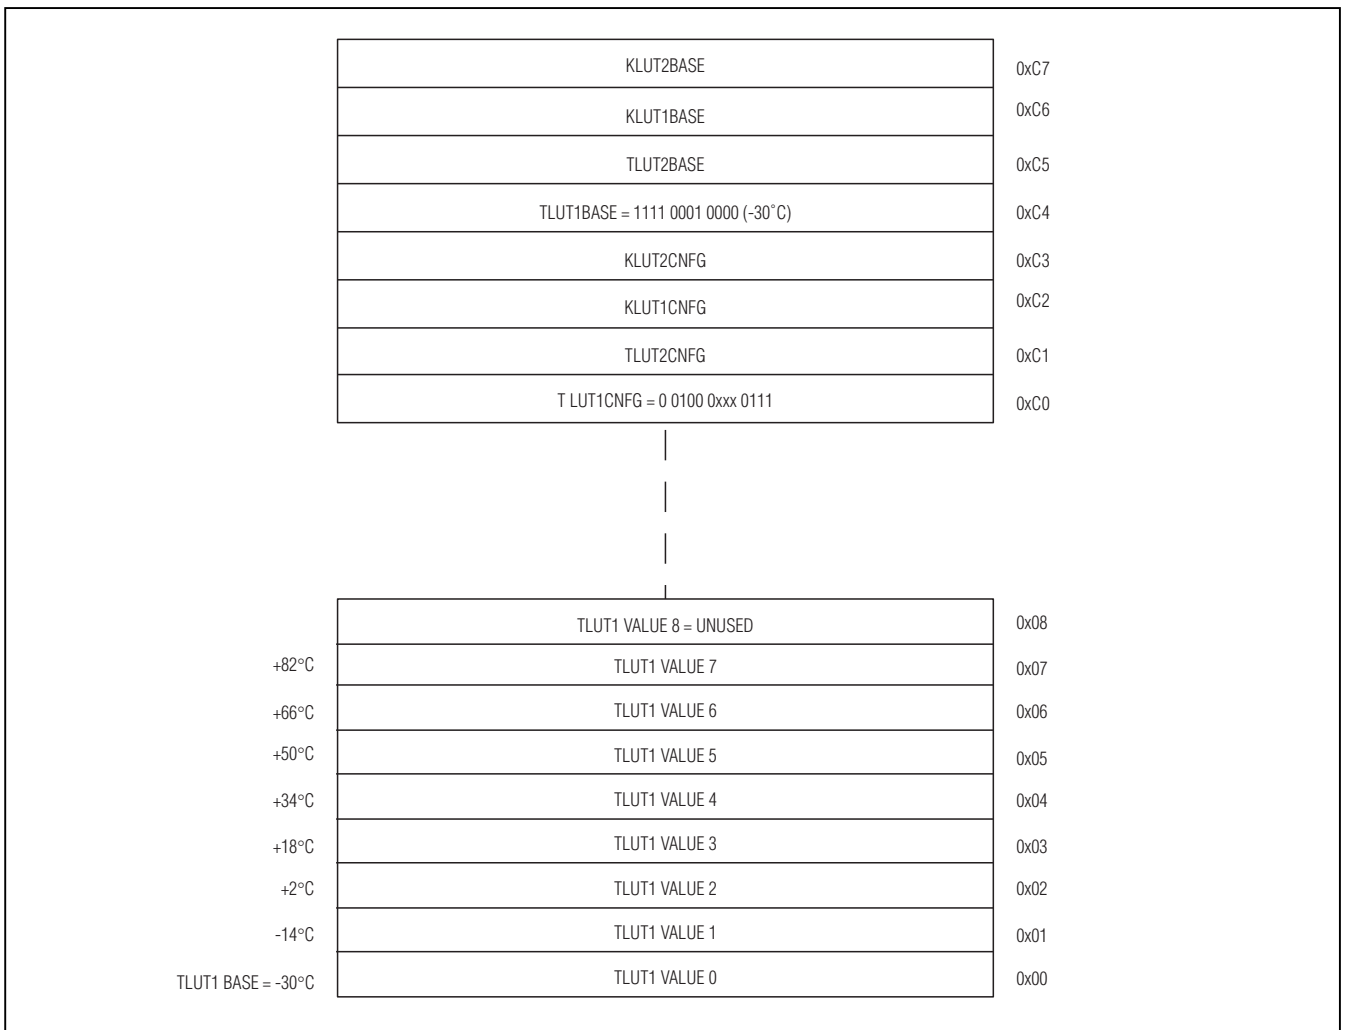 KLUT2BASE 0xC7
KLUT1BASE 0xC6
TLUT2BASE 0xC5
TLUT1BASE = 1111 0001 0000 (-30˚C) 0xC4
KLUT2CNFG 0xC3
KLUT1CNFG 0xC2
TLUT2CNFG 0xC1
T LUT1CNFG = 0 0100 0xxx 0111 0xC0
TLUT1 VALUE 8 = UNUSED 0x08
+82°C TLUT1 VALUE 7 0x07
+66°C TLUT1 VALUE 6 0x06
+50°C TLUT1 VALUE 5 0x05
+34°C TLUT1 VALUE 4 0x04
+18°C TLUT1 VALUE 3 0x03
+2°C TLUT1 VALUE 2 0x02
-14°C TLUT1 VALUE 1 0x01
TLUT1 BASE = -30°C TLUT1 VALUE 0 0x00